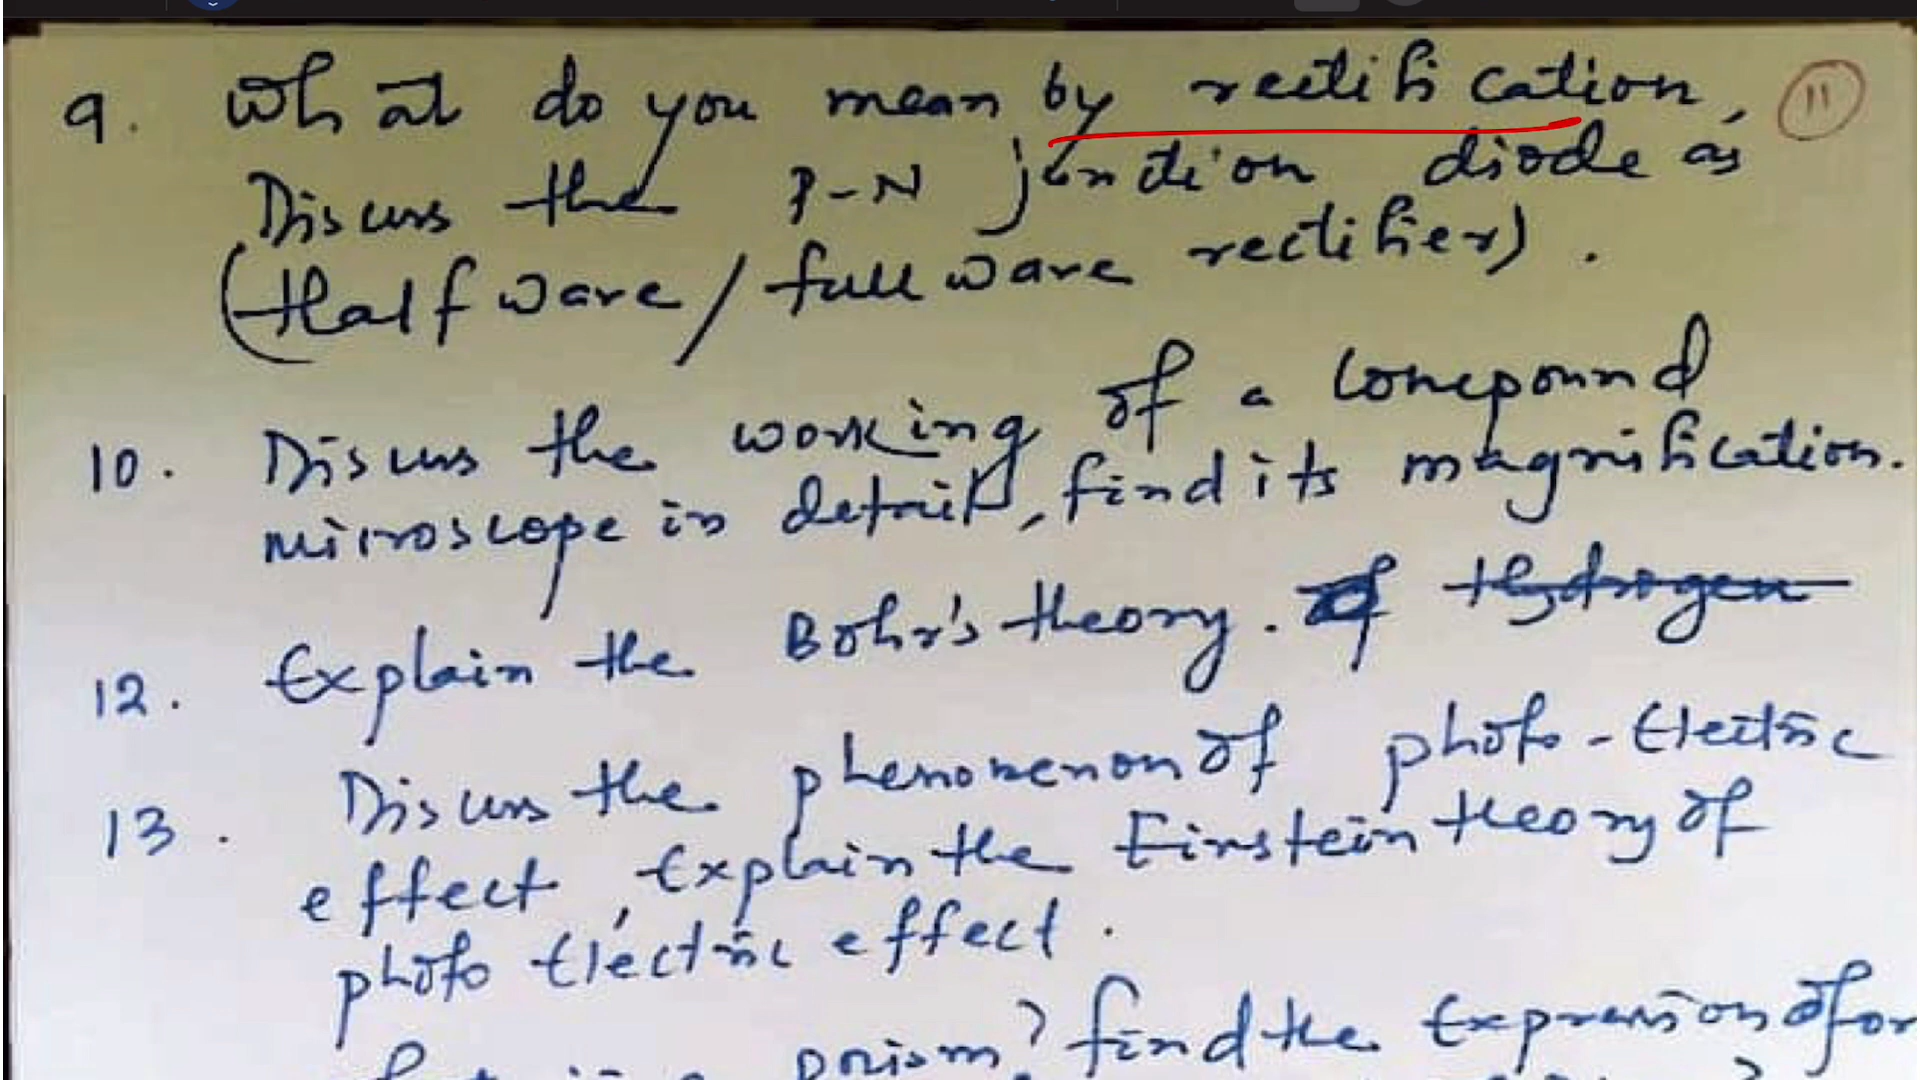 9. What do you mean by rectification, 11
Discuss the P-N junction diode as
(Half wave / full wave rectifier).
10. Discuss the working of a compound
microscope in detail, find its magnification.
12. Explain the Bohr's theory. of Hydrogen
13. Discuss the phenomenon of photo-Electric
effect, Explain the Einstein theory of
photo Electric effect.
prism? find the Expression for